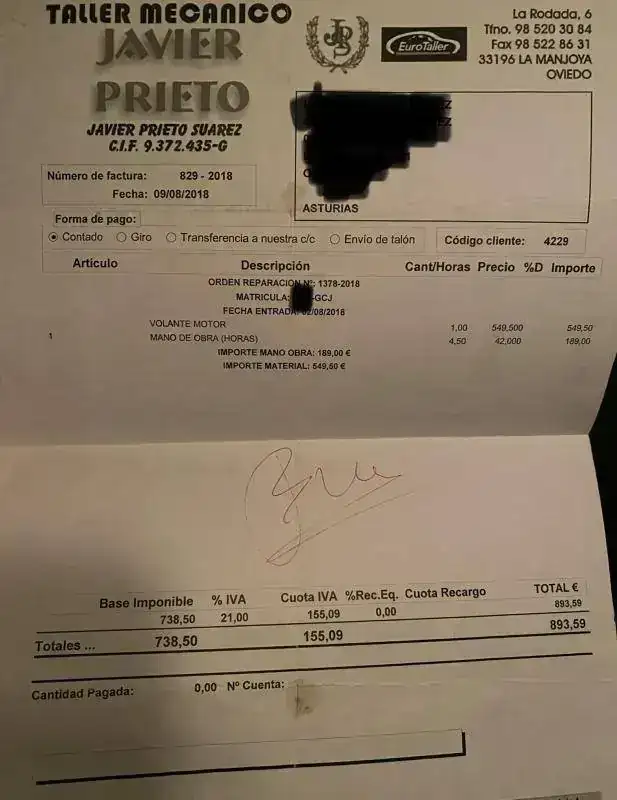 TALLER MECANICO
JAVIER
PRIETO
JAVIER PRIETO SUAREZ
C.I.F. 9.372.435-G
JPS
EuroTaller
La Rodada, 6
Tfno. 98 520 30 84
Fax 98 522 86 31
33196 LA MANJOYA
OVIEDO
ASTURIAS
Número de factura: 829 - 2018
Fecha: 09/08/2018
Forma de pago:
Contado Giro Transferencia a nuestra c/c Envío de talón
Código cliente: 4229
Artículo Descripción Cant/Horas Precio %D Importe
ORDEN REPARACION Nº: 1378-2018
MATRICULA: -GCJ
FECHA ENTRADA: 02/08/2018
VOLANTE MOTOR 1,00 549,500 549,50
1 MANO DE OBRA (HORAS) 4,50 42,000 189,00
IMPORTE MANO OBRA: 189,00 €
IMPORTE MATERIAL: 549,50 €
Base Imponible % IVA Cuota IVA %Rec.Eq. Cuota Recargo TOTAL €
738,50 21,00 155,09 0,00 893,59
Totales ... 738,50 155,09 893,59
Cantidad Pagada: 0,00 Nº Cuenta: